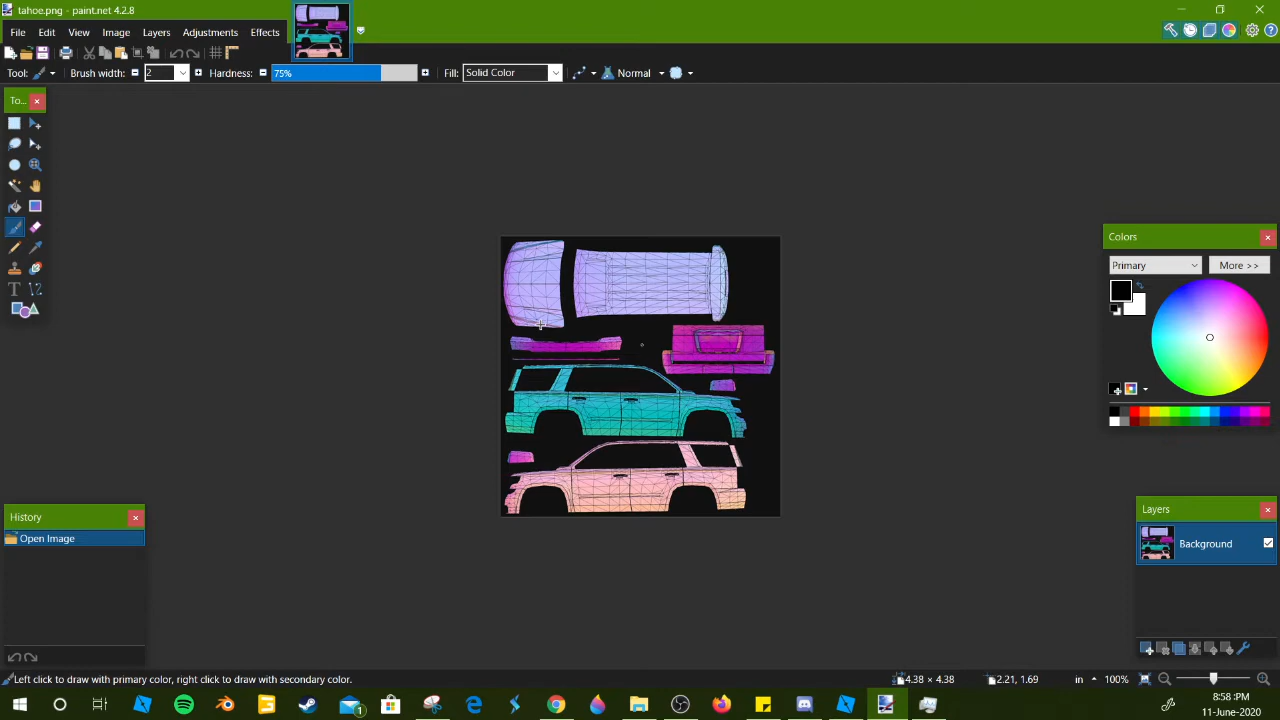 tahoe.png - paint.net 4.2.8
File Edit View Image Layers Adjustments Effects
Tool: Brush width: 2 Hardness: 75% Fill: Solid Color Normal
To...
Colors
Primary More >>
History
Open Image
Layers
Background
Left click to draw with primary color, right click to draw with secondary color. 4.38 × 4.38 2.21, 1.69 in 100%
1
8:58 :PM
11-June-2020